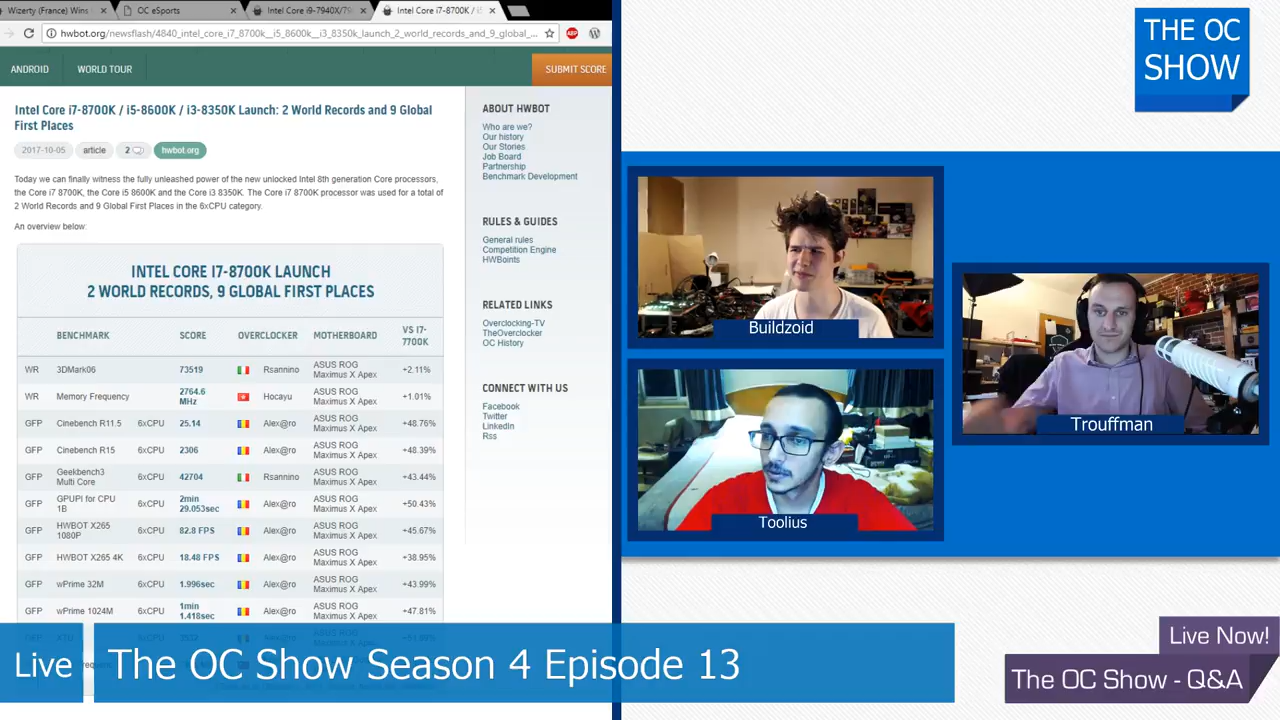 Wizerty (France) Wins
OC eSports
Intel Core i9-7940X/79
Intel Core i7-8700K / i5
hwbot.org/newsflash/4840_intel_core_i7_8700k__i5_8600k__i3_8350k_launch_2_world_records_and_9_global_...
ANDROID
WORLD TOUR
SUBMIT SCORE
Intel Core i7-8700K / i5-8600K / i3-8350K Launch: 2 World Records and 9 Global
First Places
2017-10-05 article 2 hwbot.org
Today we can finally witness the fully unleashed power of the new unlocked Intel 8th generation Core processors,
the Core i7 8700K, the Core i5 8600K and the Core i3 8350K. The Core i7 8700K processor was used for a total of
2 World Records and 9 Global First Places in the 6xCPU category.
An overview below:
INTEL CORE I7-8700K LAUNCH
2 WORLD RECORDS, 9 GLOBAL FIRST PLACES
BENCHMARK SCORE OVERCLOCKER MOTHERBOARD VS I7-7700K
WR 3DMark06 73519 Rsannino ASUS ROG Maximus X Apex +2.11%
WR Memory Frequency 2764.6 MHz Hocayu ASUS ROG Maximus X Apex +1.01%
GFP Cinebench R11.5 6xCPU 25.14 Alex@ro ASUS ROG Maximus X Apex +48.76%
GFP Cinebench R15 6xCPU 2306 Alex@ro ASUS ROG Maximus X Apex +48.39%
GFP Geekbench3 Multi Core 6xCPU 42704 Rsannino ASUS ROG Maximus X Apex +43.44%
GFP GPUPI for CPU 1B 6xCPU 2min 29.053sec Alex@ro ASUS ROG Maximus X Apex +50.43%
GFP HWBOT X265 1080P 6xCPU 82.8 FPS Alex@ro ASUS ROG Maximus X Apex +45.67%
GFP HWBOT X265 4K 6xCPU 18.48 FPS Alex@ro ASUS ROG Maximus X Apex +38.95%
GFP wPrime 32M 6xCPU 1.996sec Alex@ro ASUS ROG Maximus X Apex +43.99%
GFP wPrime 1024M 6xCPU 1min 1.418sec Alex@ro ASUS ROG Maximus X Apex +47.81%
ABOUT HWBOT
Who are we?
Our history
Our Stories
Job Board
Partnership
Benchmark Development
RULES & GUIDES
General rules
Competition Engine
HWBoints
RELATED LINKS
Overclocking-TV
TheOverclocker
OC History
CONNECT WITH US
Facebook
Twitter
LinkedIn
Rss
THE OC
SHOW
Buildzoid
Toolius
Trouffman
Live
The OC Show Season 4 Episode 13
Live Now!
The OC Show - Q&A